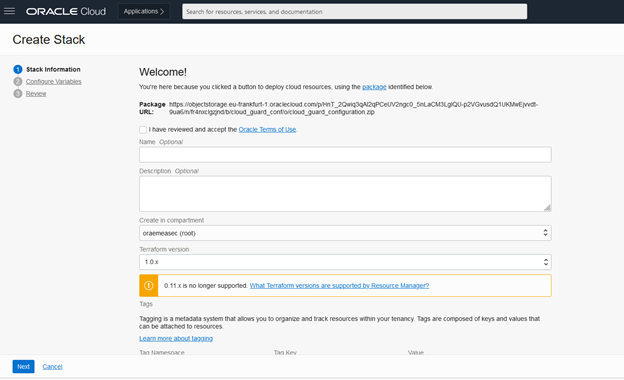 ORACLE Cloud
Applications
Search for resources, services, and documentation
Create Stack
1 Stack Information
2 Configure Variables
3 Review
Welcome!
You're here because you clicked a button to deploy cloud resources, using the package identified below.
Package URL:
https://objectstorage.eu-frankfurt-1.oraclecloud.com/p/HnT_2Qwiq3qAl2qPCeUV2ngc0_5nLaCM3LgIQU-p2VGvusdQ1UKMwEjvvdt-
9ua6/n/fr4nxclgzjnd/b/cloud_guard_conf/o/cloud_guard_configuration.zip
I have reviewed and accept the Oracle Terms of Use.
Name Optional
Description Optional
Create in compartment
oraemeasec (root)
Terraform version
1.0.x
0.11.x is no longer supported. What Terraform versions are supported by Resource Manager?
Tags
Tagging is a metadata system that allows you to organize and track resources within your tenancy. Tags are composed of keys and values that
can be attached to resources.
Learn more about tagging
Tag Namespace
Tag Key
Value
Next
Cancel